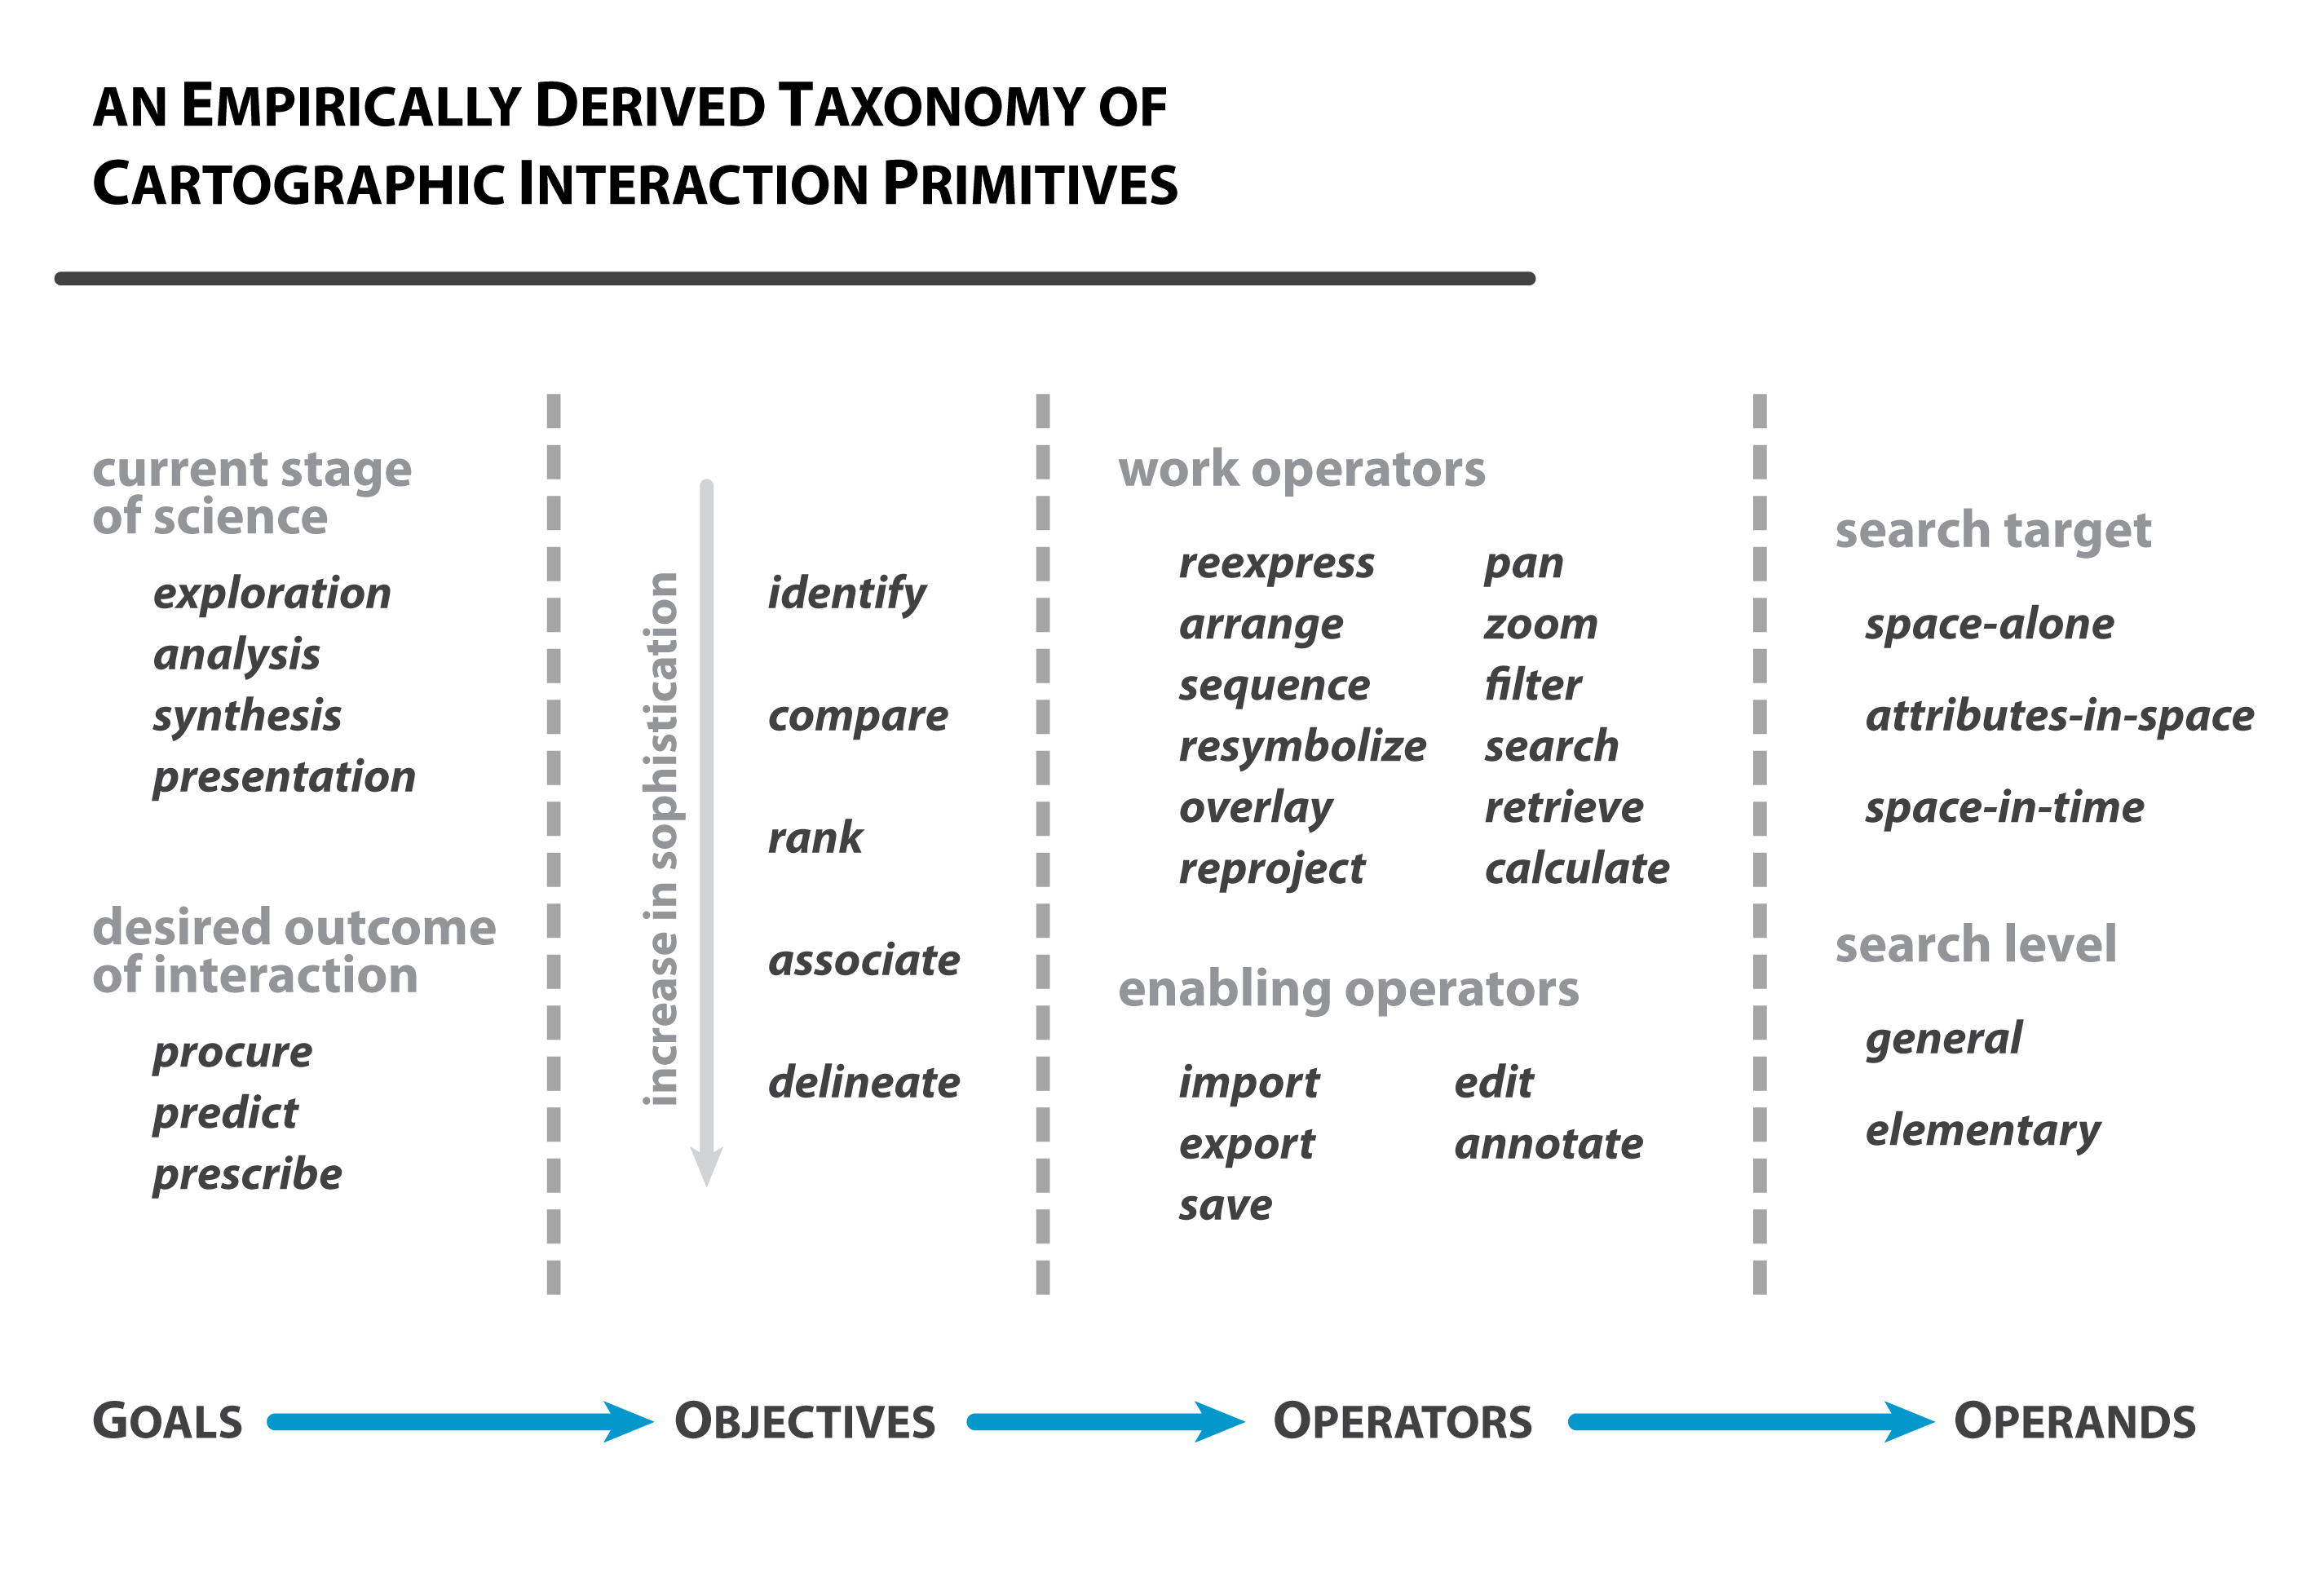 AN EMPIRICALLY DERIVED TAXONOMY OF
CARTOGRAPHIC INTERACTION PRIMITIVES
current stage
of science
exploration
analysis
synthesis
presentation
desired outcome
of interaction
procure
predict
prescribe
increase in sophistication
identify
compare
rank
associate
delineate
work operators
reexpress
arrange
sequence
resymbolize
overlay
reproject
pan
zoom
filter
search
retrieve
calculate
enabling operators
import
export
save
edit
annotate
search target
space-alone
attributes-in-space
space-in-time
search level
general
elementary
GOALS
OBJECTIVES
OPERATORS
OPERANDS